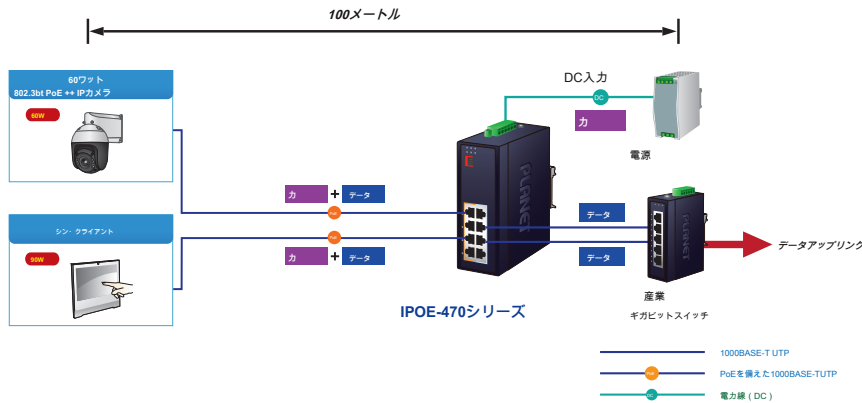 100メートル
60ワット
802.3bt PoE ++ IPカメラ
60W
DC入力
DC
力
電源
力 + データ
PoE
シン・クライアント
90W
PoE
力 + データ
PLANET
データ
データ
PLANET
データアップリンク
IPOE-470シリーズ
産業
ギガビットスイッチ
1000BASE-T UTP
PoE
PoEを備えた1000BASE-TUTP
DC
電力線（DC）